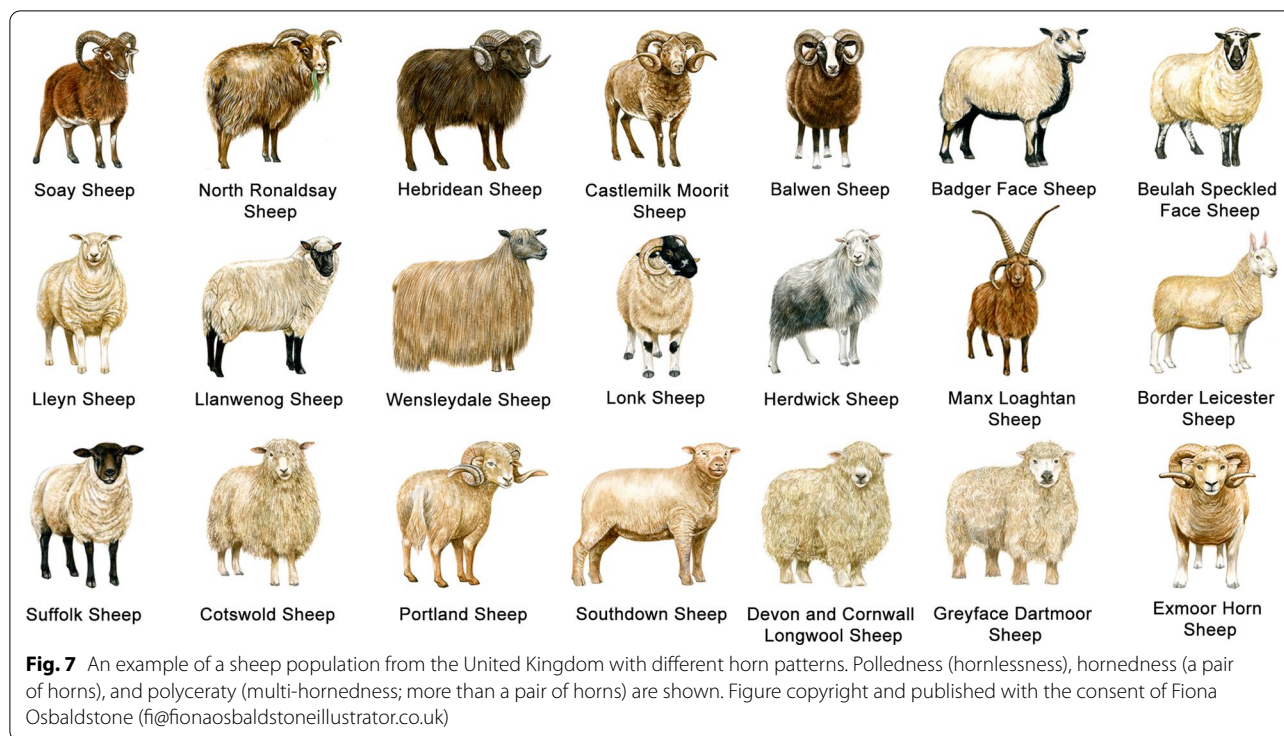 Soay Sheep
North Ronaldsay
Sheep
Hebridean Sheep
Castlemilk Moorit
Sheep
Balwen Sheep
Badger Face Sheep
Beulah Speckled
Face Sheep
Lleyn Sheep
Llanwenog Sheep
Wensleydale Sheep
Lonk Sheep
Herdwick Sheep
Manx Loaghtan
Sheep
Border Leicester
Sheep
Suffolk Sheep
Cotswold Sheep
Portland Sheep
Southdown Sheep
Devon and Cornwall
Longwool Sheep
Greyface Dartmoor
Sheep
Exmoor Horn
Sheep
Fig. 7 An example of a sheep population from the United Kingdom with different horn patterns. Polledness (hornlessness), hornedness (a pair
of horns), and polyceraty (multi-hornedness; more than a pair of horns) are shown. Figure copyright and published with the consent of Fiona
Osbaldstone (fi@fionaosbaldstoneillustrator.co.uk)